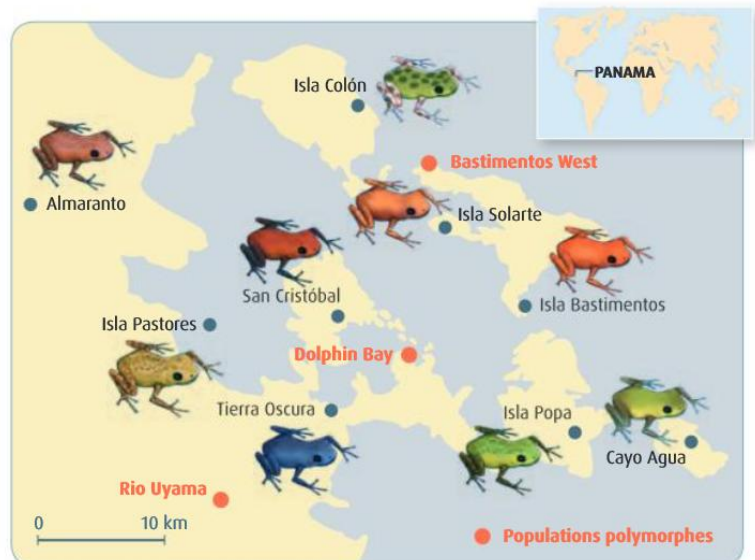 PANAMA
Isla Colón
Bastimentos West
Almaranto
Isla Solarte
San Cristóbal
Isla Bastimentos
Isla Pastores
Dolphin Bay
Tierra Oscura
Isla Popa
Cayo Agua
Rio Uyama
0 10 km
Populations polymorphes